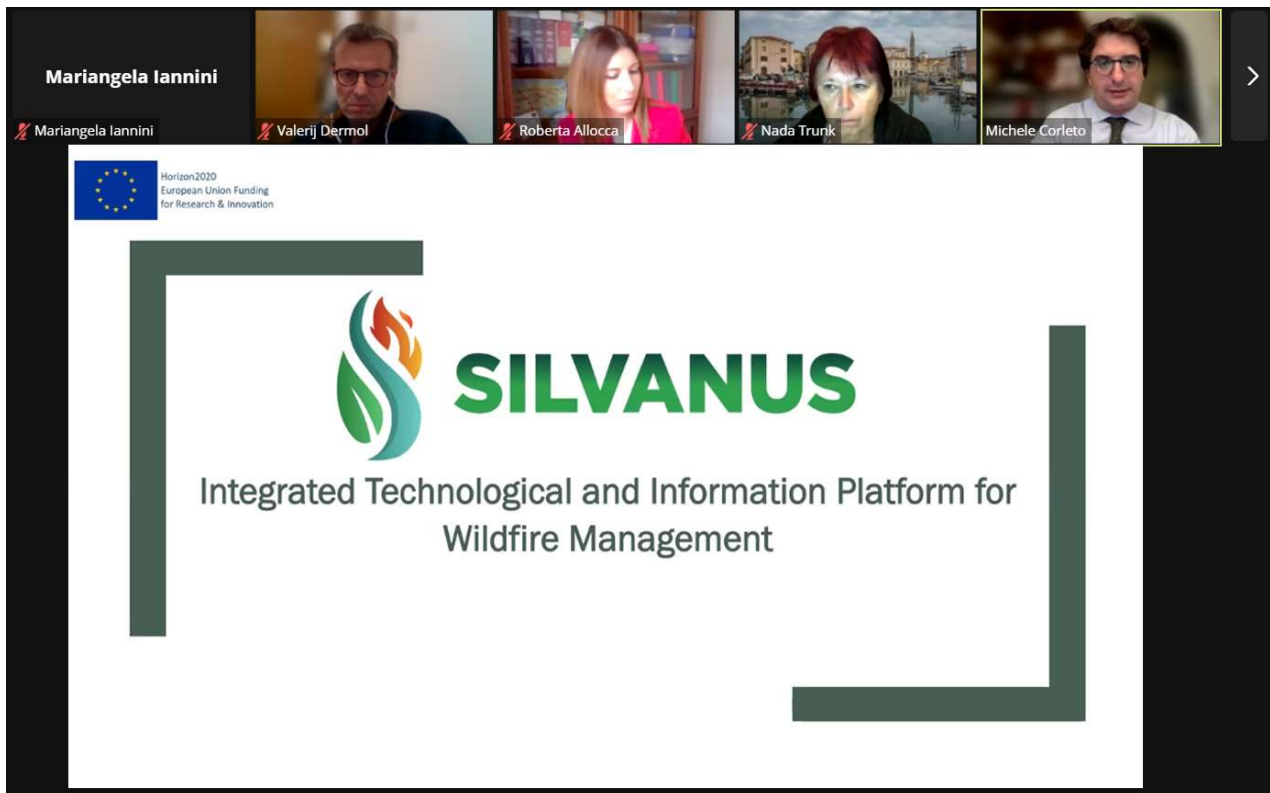 Mariangela Iannini
Mariangela Iannini
Valerij Dermol
Roberta Allocca
Nada Trunk
Michele Corleto
Horizon2020
European Union Funding
for Research & Innovation
SILVANUS
Integrated Technological and Information Platform for
Wildfire Management